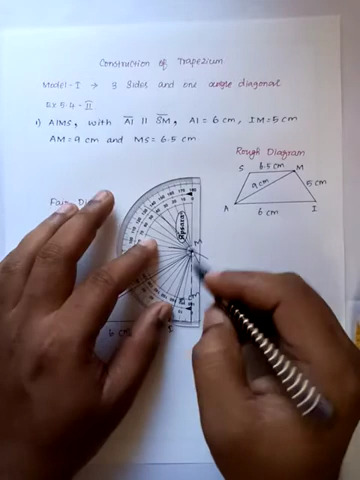 Construction of Trapezium
Model-I → 3 sides and one diagonal
Ex 5.4 - II
1) AIMS, with AI || SM, AI = 6 cm, IM = 5 cm
AM = 9 cm and MS = 6.5 cm
Rough Diagram
S 6.5 cm M
9 cm 5 cm
A 6 cm I
Fair Di
M
6 cm I